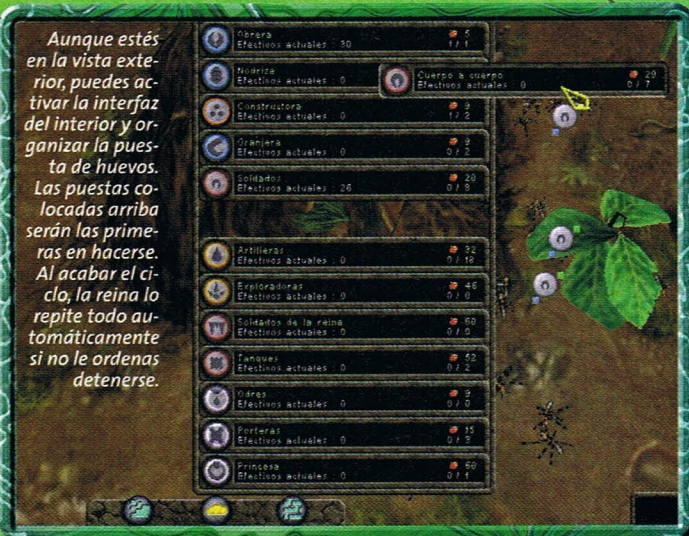 Aunque estés
en la vista exte-
rior, puedes ac-
tivar la interfaz
del interior y or-
ganizar la pues-
ta de huevos.
Las puestas co-
locadas arriba
serán las prime-
ras en hacerse.
Al acabar el ci-
clo, la reina lo
repite todo au-
tomáticamente
si no le ordenas
detenerse.
Obrera 5
Efectivos actuales : 30 1 / 1
Nodriza
Efectivos actuales : 0
Cuerpo a cuerpo 20
Efectivos actuales : 0 0 / 7
Constructora 9
Efectivos actuales : 0 1 / 2
Granjera 9
Efectivos actuales : 0 0 / 2
Soldados 20
Efectivos actuales : 26 0 / 8
Artilleras 32
Efectivos actuales : 0 0 / 18
Exploradoras 46
Efectivos actuales : 0 0 / 0
Soldados de la reina 60
Efectivos actuales : 0 0 / 0
Tanques 52
Efectivos actuales : 0 0 / 2
Odres 9
Efectivos actuales : 0 0 / 0
Porteras 15
Efectivos actuales : 0 0 / 3
Princesa 60
Efectivos actuales : 0 0 / 1